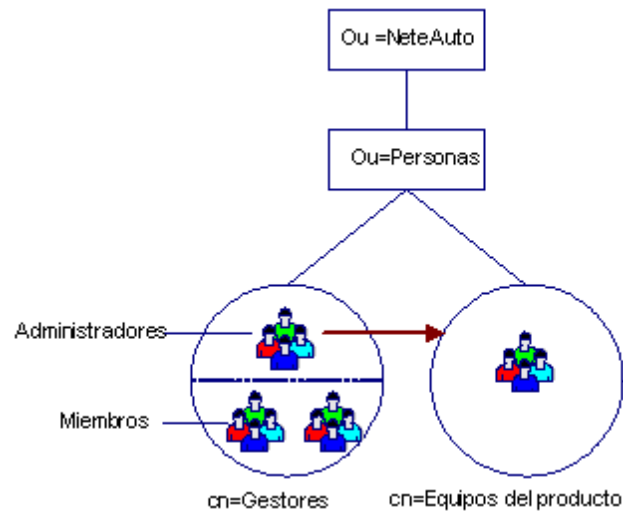 Ou =NeteAuto
Ou=Personas
Administradores
Miembros
cn=Gestores
cn=Equipos del producto